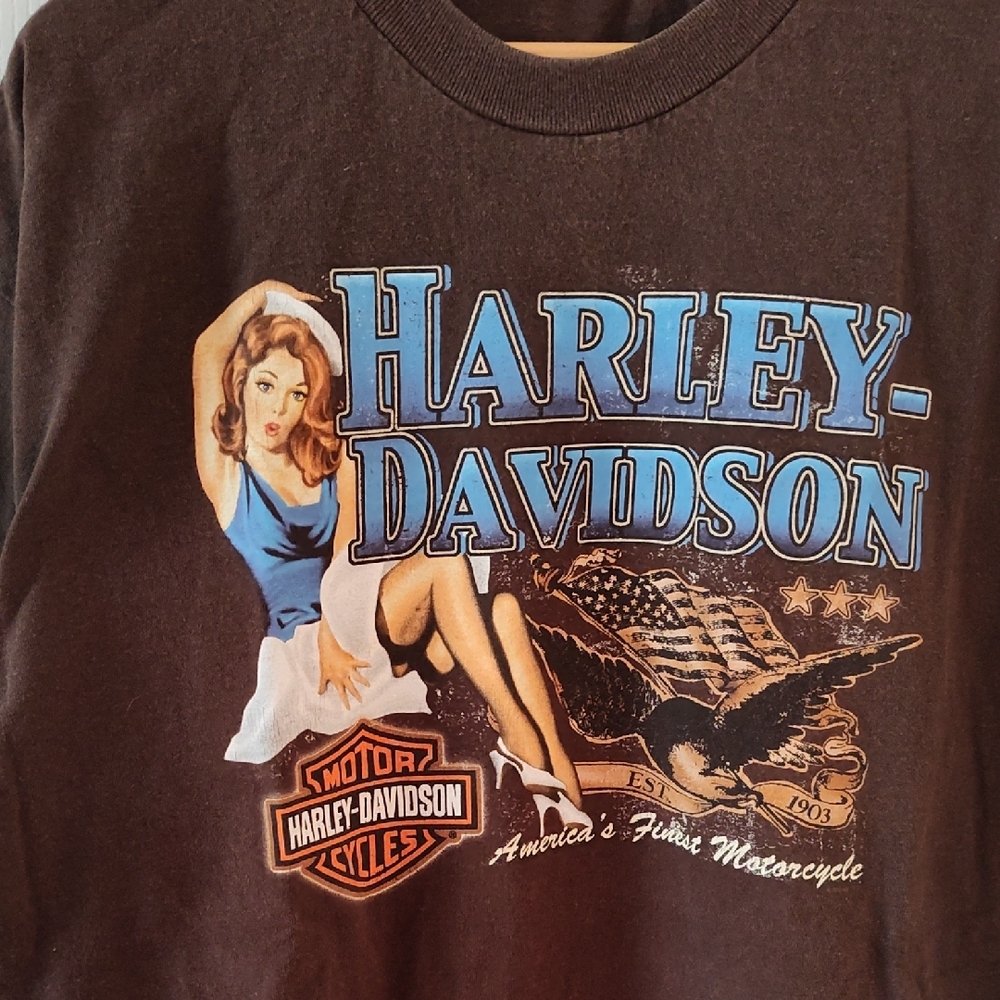 HARLEY-
DAVIDSON
EST. 1903
MOTOR
HARLEY-DAVIDSON
CYCLES
®
America's Finest Motorcycle